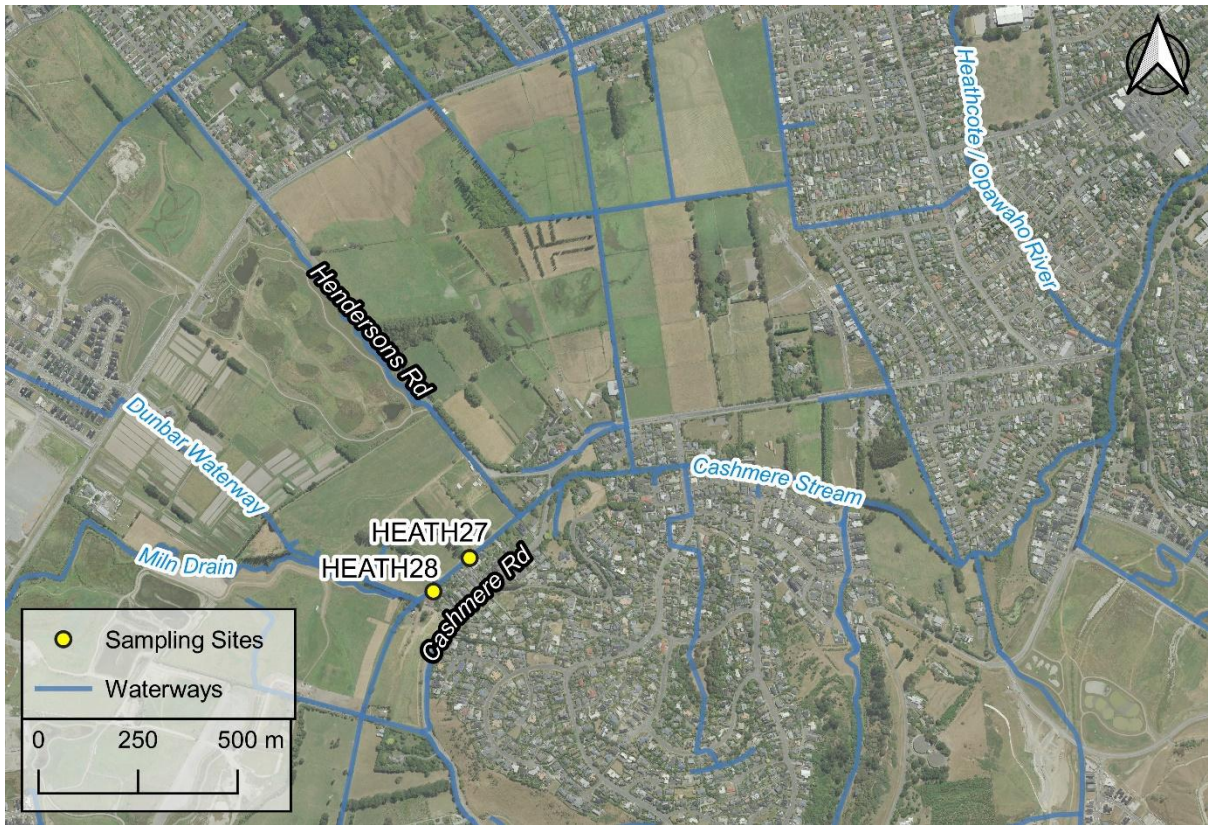 Heathcote / Opawaho River
Hendersons Rd
Dunbar Waterway
Cashmere Stream
HEATH27
Miln Drain
HEATH28
Cashmere Rd
Sampling Sites
Waterways
0 250 500 m